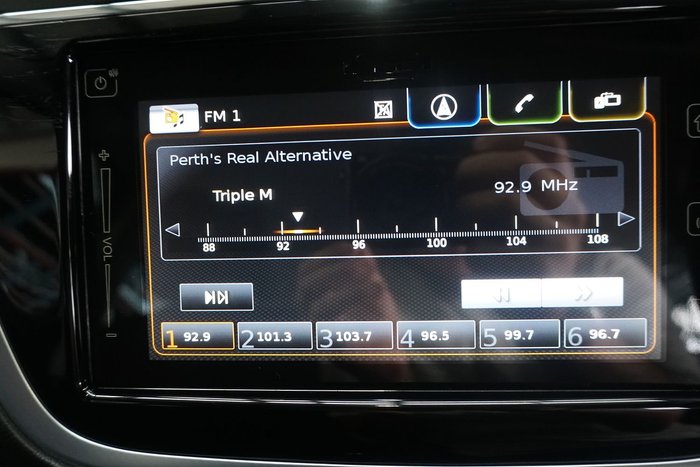 FM 1
TA
Perth's Real Alternative
Triple M
92.9 MHz
88 92 96 100 104 108
VOL
1 92.9
2 101.3
3 103.7
4 96.5
5 99.7
6 96.7